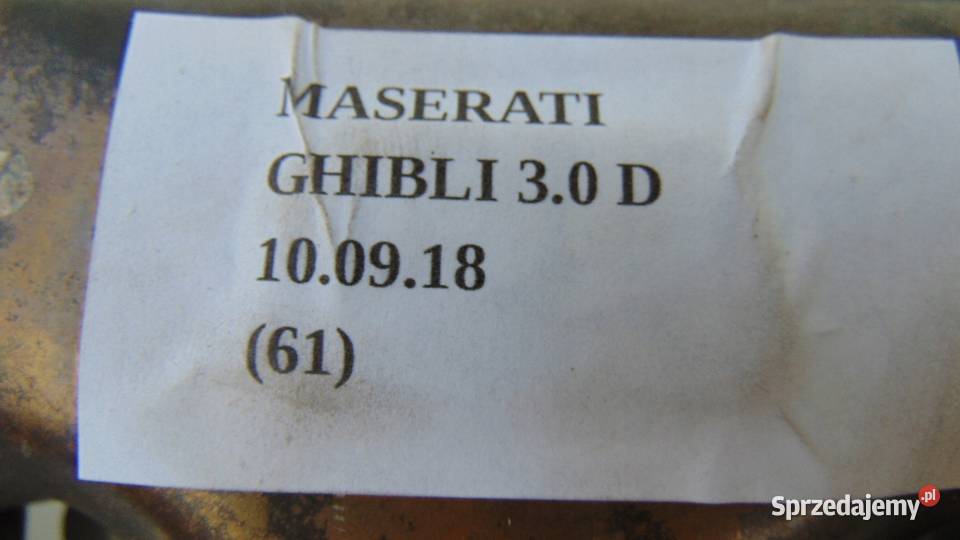 MASERATI
GHIBLI 3.0 D
10.09.18
(61)
Sprzedajemy.pl